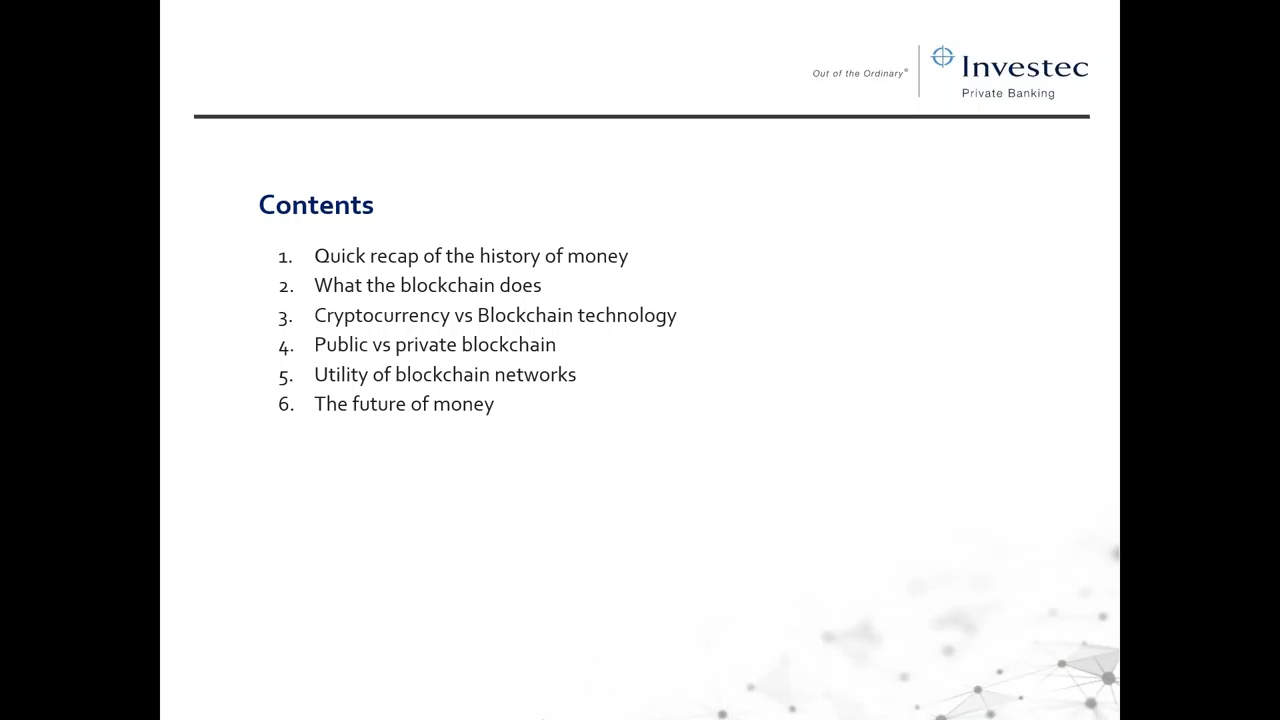 Out of the Ordinary®
Investec
Private Banking
Contents
1. Quick recap of the history of money
2. What the blockchain does
3. Cryptocurrency vs Blockchain technology
4. Public vs private blockchain
5. Utility of blockchain networks
6. The future of money